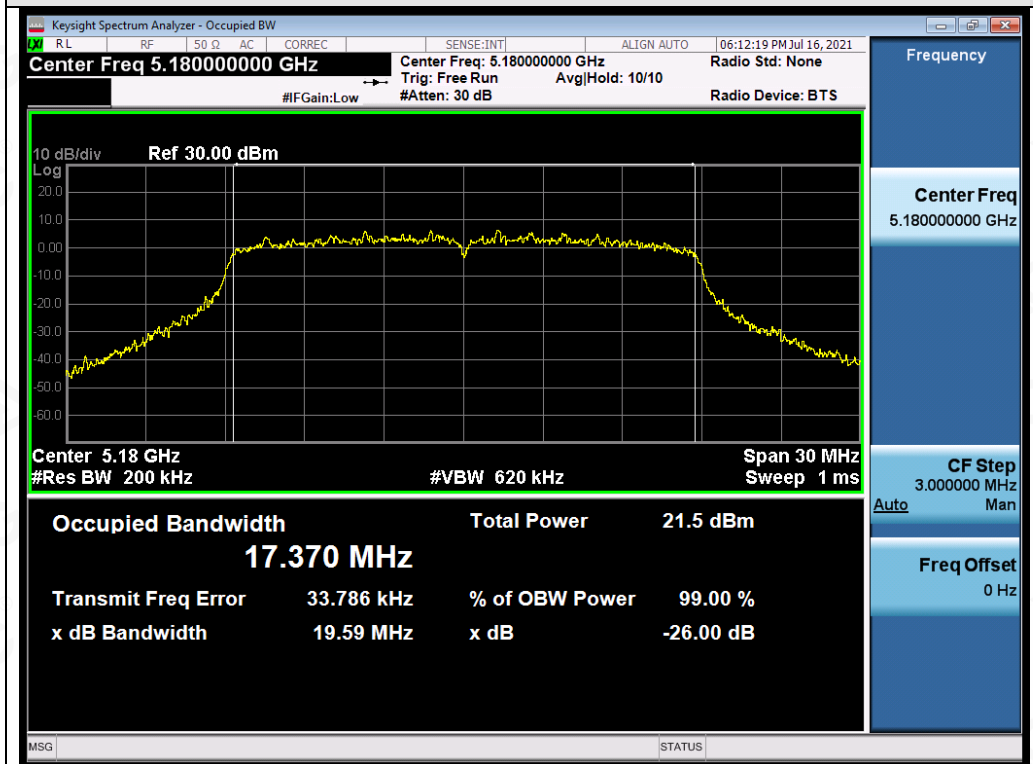 Keysight Spectrum Analyzer - Occupied BW
LXI RL RF 50 Ω AC CORREC SENSE:INT ALIGN AUTO 06:12:19 PM Jul 16, 2021
Center Freq 5.180000000 GHz Center Freq: 5.180000000 GHz Radio Std: None
Trig: Free Run Avg|Hold: 10/10
#IFGain:Low #Atten: 30 dB Radio Device: BTS
10 dB/div Ref 30.00 dBm
Log
20.0
10.0
0.00
-10.0
-20.0
-30.0
-40.0
-50.0
-60.0
Center 5.18 GHz Span 30 MHz
#Res BW 200 kHz #VBW 620 kHz Sweep 1 ms
Occupied Bandwidth Total Power 21.5 dBm
17.370 MHz
Transmit Freq Error 33.786 kHz % of OBW Power 99.00 %
x dB Bandwidth 19.59 MHz x dB -26.00 dB
Frequency
Center Freq
5.180000000 GHz
CF Step
3.000000 MHz
Auto Man
Freq Offset
0 Hz
MSG STATUS